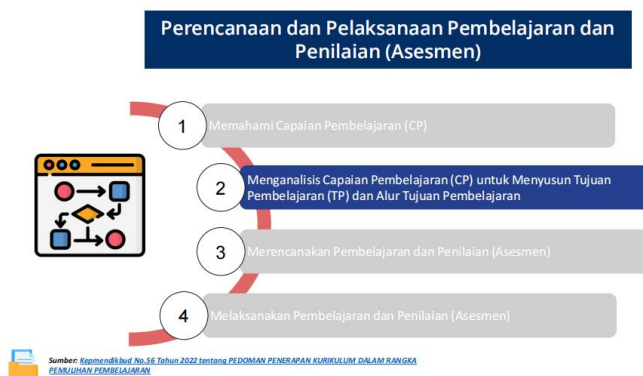 Perencanaan dan Pelaksanaan Pembelajaran dan
Penilaian (Asesmen)
1
Memahami Capaian Pembelajaran (CP)
2
Menganalisis Capaian Pembelajaran (CP) untuk Menyusun Tujuan
Pembelajaran (TP) dan Alur Tujuan Pembelajaran
3
Merencanakan Pembelajaran dan Penilaian (Asesmen)
4
Melaksanakan Pembelajaran dan Penilaian (Asesmen)
Sumber: Kepmendikbud No.56 Tahun 2022 tentang PEDOMAN PENERAPAN KURIKULUM DALAM RANGKA
PEMULIHAN PEMBELAJARAN